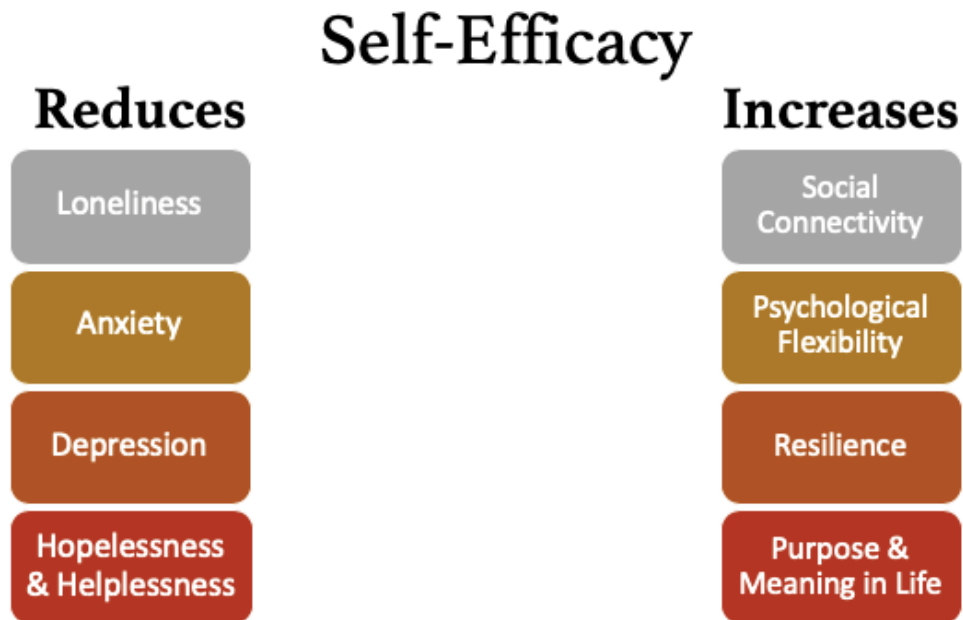 Self-Efficacy
Reduces
Loneliness
Anxiety
Depression
Hopelessness
& Helplessness
Increases
Social
Connectivity
Psychological
Flexibility
Resilience
Purpose &
Meaning in Life